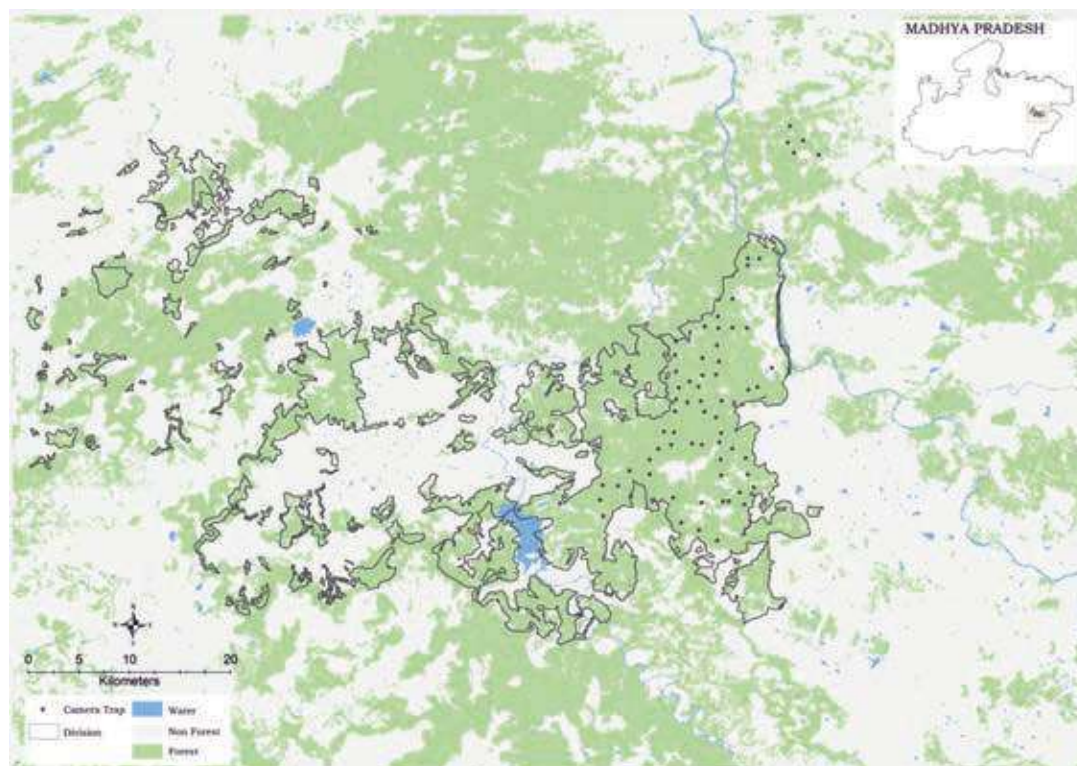 MADHYA PRADESH
0 5 10 20
Kilometers
Camera Trap
Water
Division
Non Forest
Forest